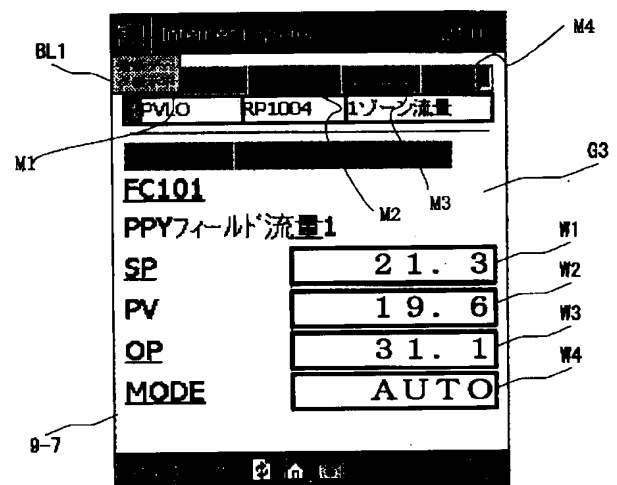 M4
BL1
PVLO RP1004 1ゾーン流量
M1
G3
M2
M3
FC101
PPYフィールド流量1
W1
SP 21.3
W2
PV 19.6
W3
OP 31.1
W4
MODE AUTO
9-7